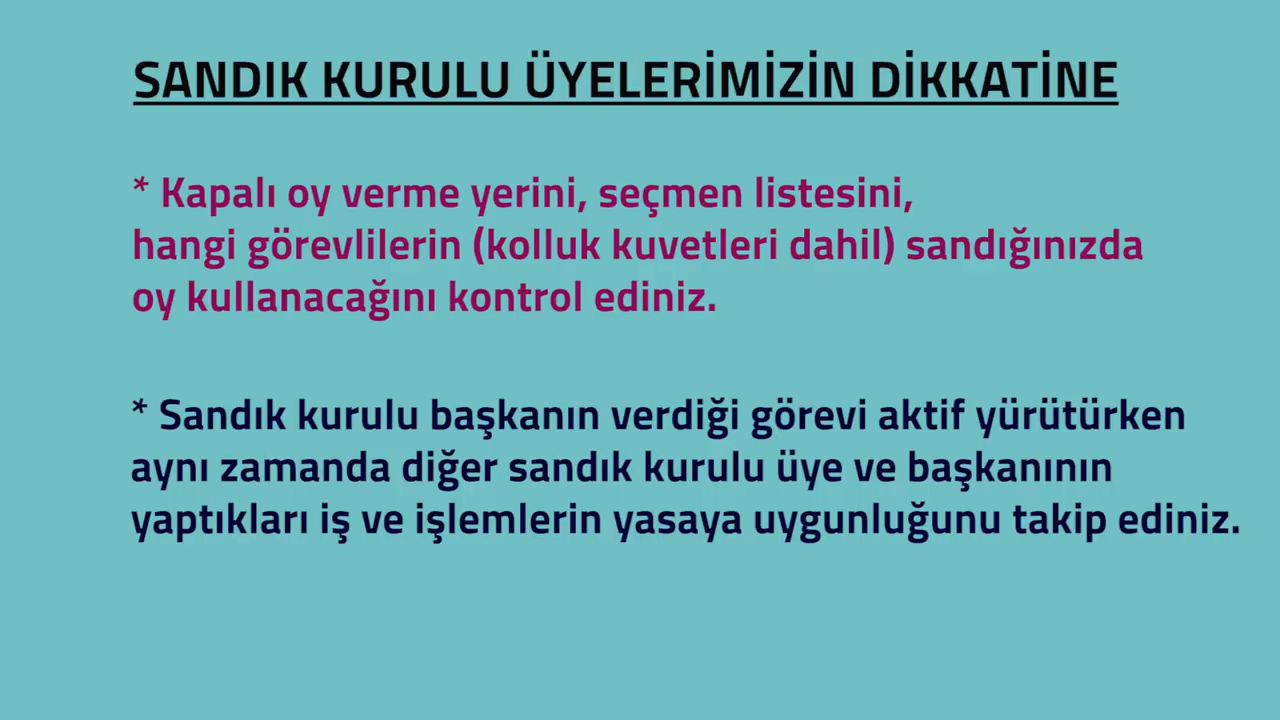 SANDIK KURULU ÜYELERİMİZİN DİKKATİNE
* Kapalı oy verme yerini, seçmen listesini,
hangi görevlilerin (kolluk kuvetleri dahil) sandığınızda
oy kullanacağını kontrol ediniz.
* Sandık kurulu başkanın verdiği görevi aktif yürütürken
aynı zamanda diğer sandık kurulu üye ve başkanının
yaptıkları iş ve işlemlerin yasaya uygunluğunu takip ediniz.